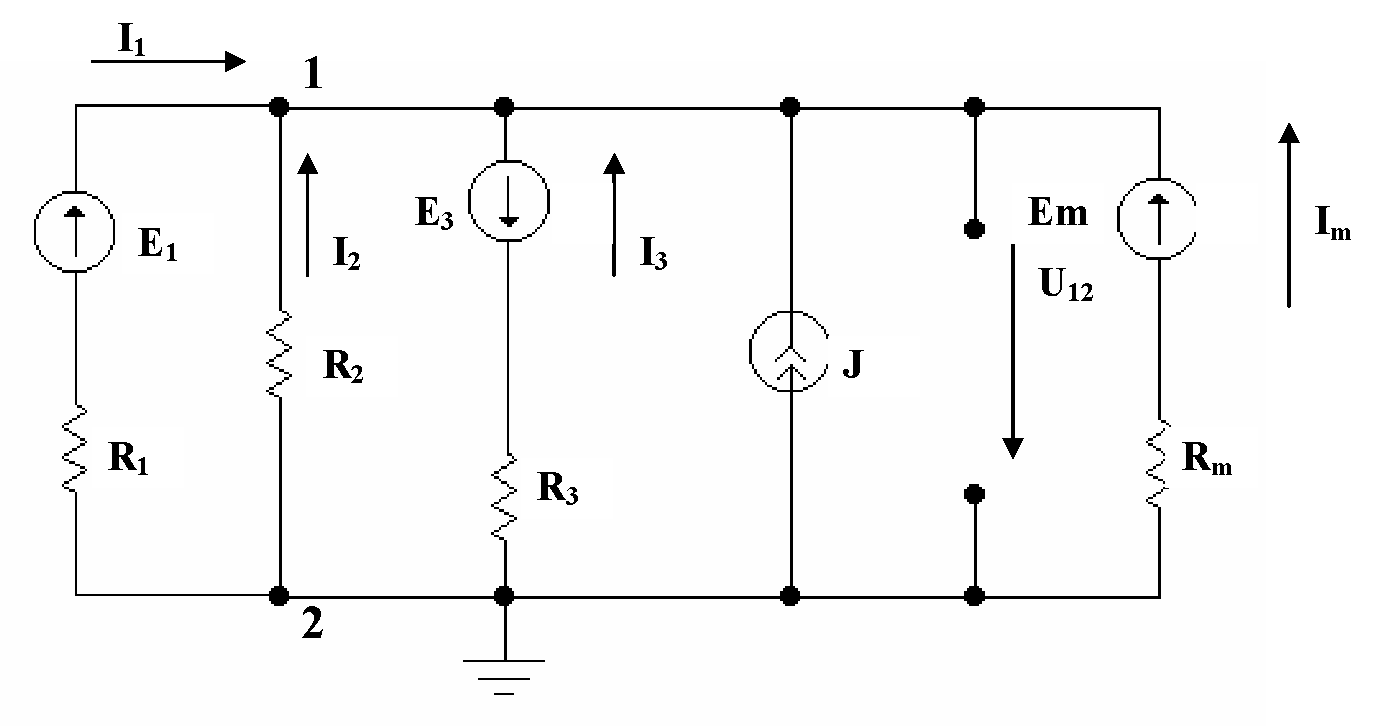 I₁
1
E₁
R₁
I₂
R₂
E₃
I₃
R₃
J
Em
U₁₂
Rₘ
Iₘ
2